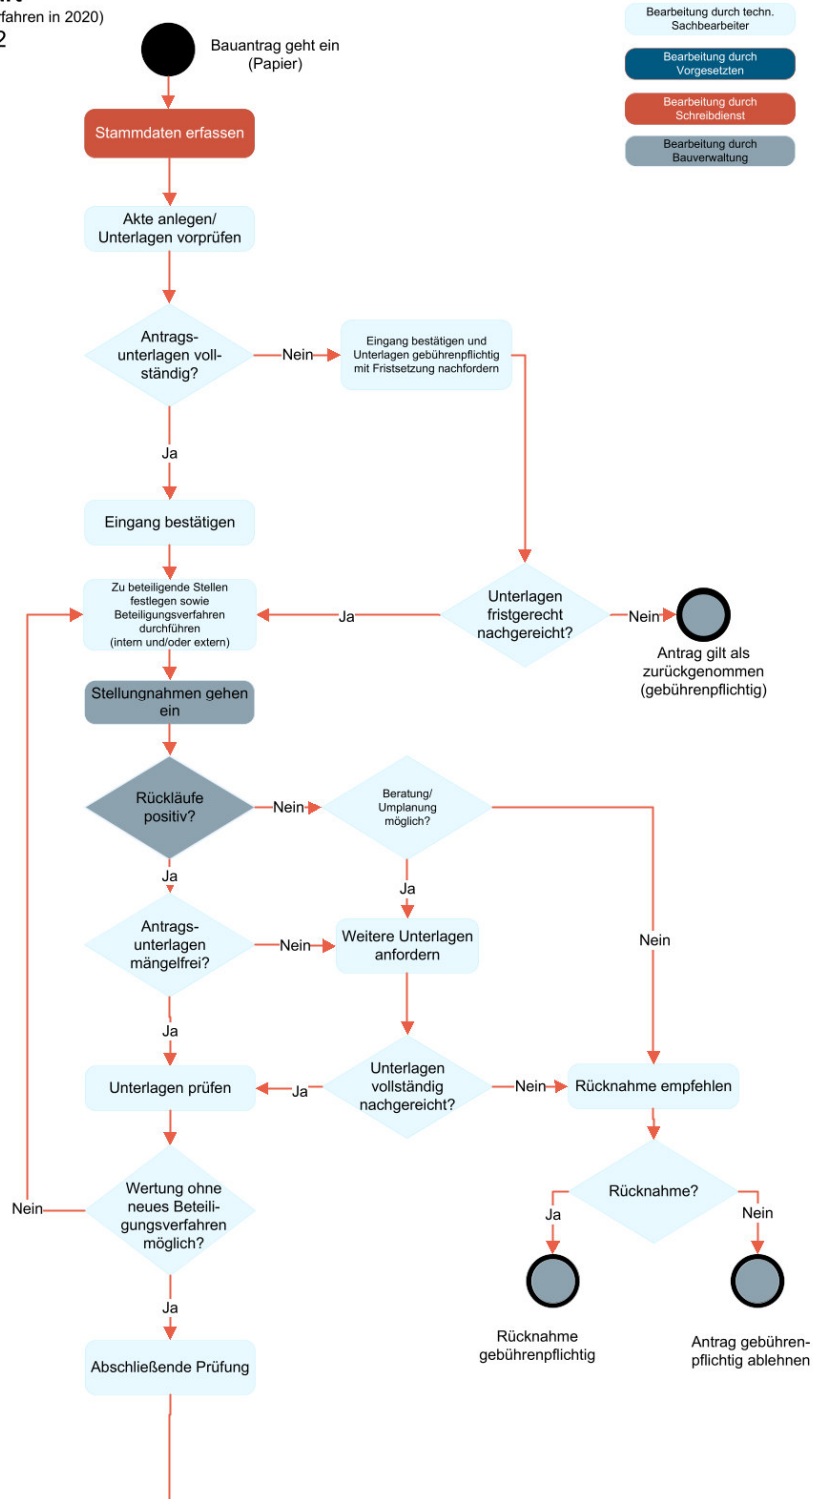 rfahren in 2020)
2
Bauantrag geht ein
(Papier)
Bearbeitung durch techn.
Sachbearbeiter
Bearbeitung durch
Vorgesetzten
Bearbeitung durch
Schreibdienst
Bearbeitung durch
Bauverwaltung
Stammdaten erfassen
Akte anlegen/
Unterlagen vorprüfen
Antrags-
unterlagen voll-
ständig?
Nein
Eingang bestätigen und
Unterlagen gebührenpflichtig
mit Fristsetzung nachfordern
Ja
Eingang bestätigen
Zu beteiligende Stellen
festlegen sowie
Beteiligungsverfahren
durchführen
(intern und/oder extern)
Ja
Unterlagen
fristgerecht
nachgereicht?
Nein
Antrag gilt als
zurückgenommen
(gebührenpflichtig)
Stellungnahmen gehen
ein
Rückläufe
positiv?
Nein
Beratung/
Umplanung
möglich?
Ja
Ja
Nein
Antrags-
unterlagen
mängelfrei?
Nein
Weitere Unterlagen
anfordern
Ja
Unterlagen prüfen
Ja
Unterlagen
vollständig
nachgereicht?
Nein
Rücknahme empfehlen
Nein
Wertung ohne
neues Beteili-
gungsverfahren
möglich?
Rücknahme?
Ja
Nein
Ja
Abschließende Prüfung
Rücknahme
gebührenpflichtig
Antrag gebühren-
pflichtig ablehnen